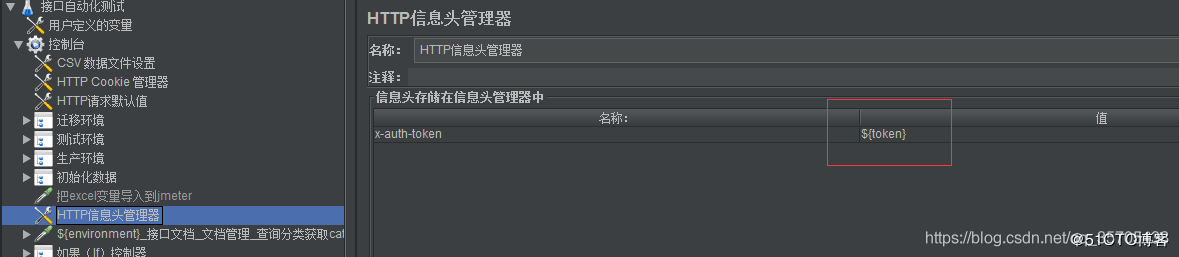 接口自动化测试
用户定义的变量
控制台
CSV 数据文件设置
HTTP Cookie 管理器
HTTP请求默认值
迁移环境
测试环境
生产环境
初始化数据
把excel变量导入到jmeter
HTTP信息头管理器
${environment}_接口文档_文档管理_查询分类获取cat
如果（If）控制器
HTTP信息头管理器
名称： HTTP信息头管理器
注释：
信息头存储在信息头管理器中
名称： 值
x-auth-token ${token}
https://blog.csdn.net/
@51CTO博客